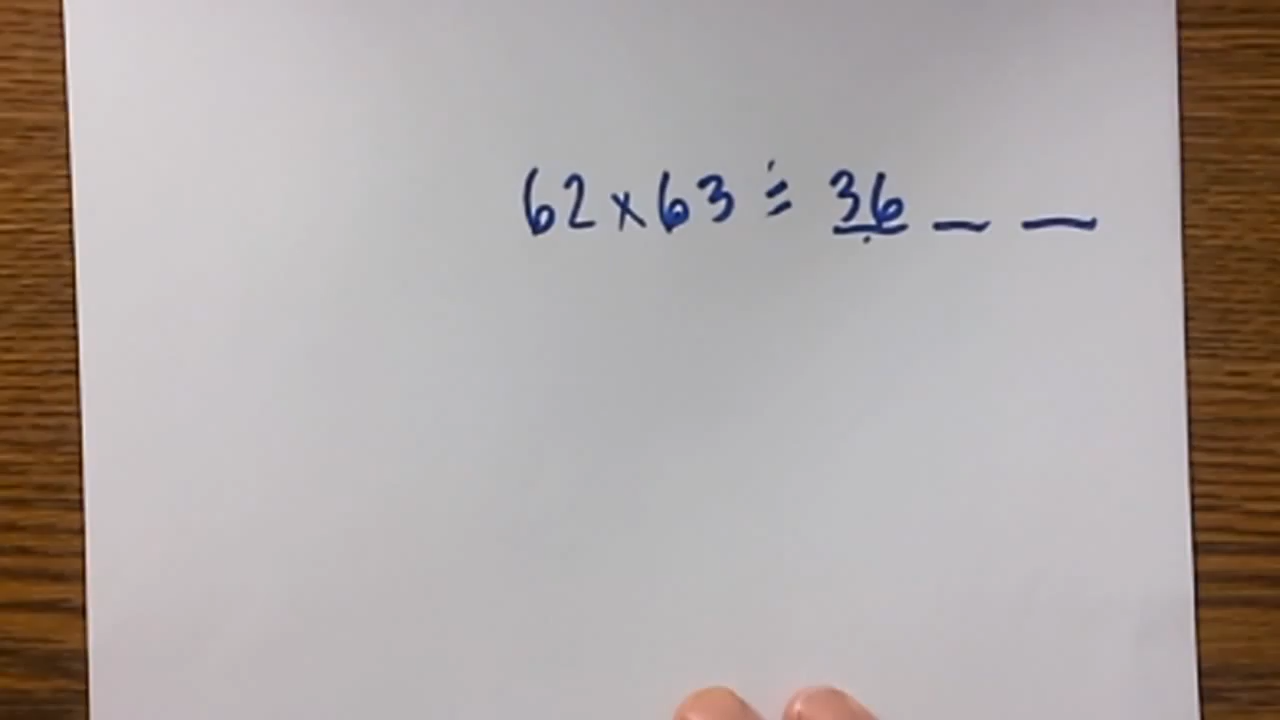 62 x 63 = 36 _ _